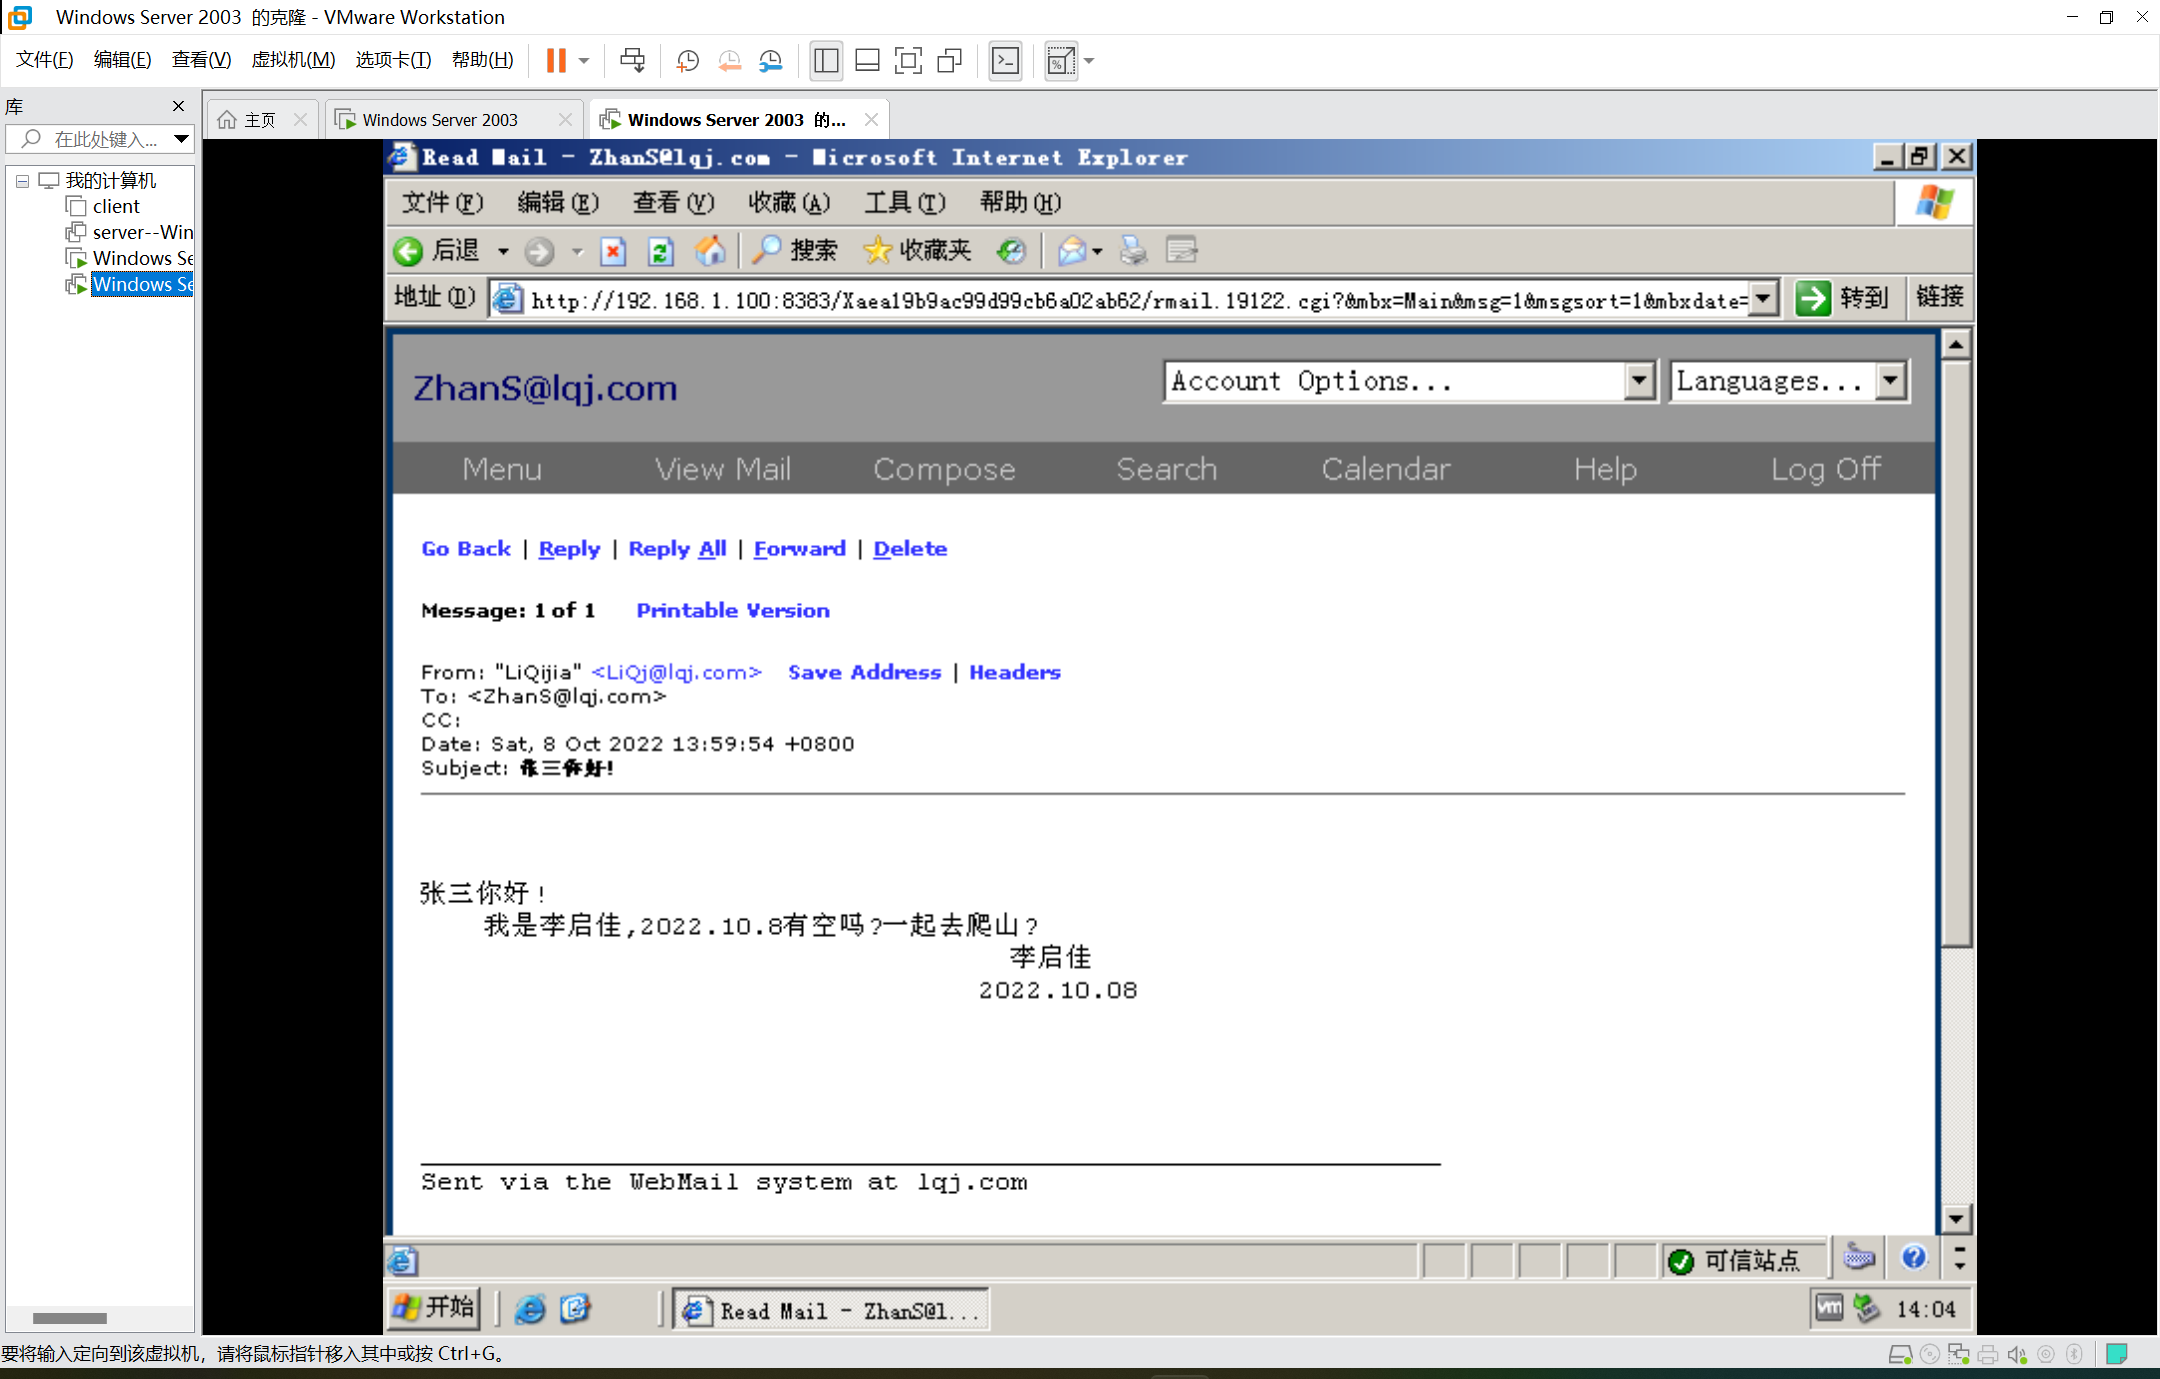 Windows Server 2003 的克隆 - VMware Workstation
文件(F) 编辑(E) 查看(V) 虚拟机(M) 选项卡(T) 帮助(H)
库
在此处键入...
我的计算机
client
server--Win
Windows Se
Windows Se
主页 Windows Server 2003 Windows Server 2003 的...
Read Mail - ZhanS@lqj.com - Microsoft Internet Explorer
文件(F) 编辑(E) 查看(V) 收藏(A) 工具(T) 帮助(H)
后退 搜索 收藏夹
地址(D) http://192.168.1.100:8383/Xaea19b9ac99d99cb6a02ab62/rmail.19122.cgi?&mbx=Main&msg=1&msgsort=1&mbxdate= 转到 链接
ZhanS@lqj.com Account Options... Languages...
Menu View Mail Compose Search Calendar Help Log Off
Go Back | Reply | Reply All | Forward | Delete
Message: 1 of 1 Printable Version
From: "LiQijia" <LiQj@lqj.com> Save Address | Headers
To: <ZhanS@lqj.com>
CC:
Date: Sat, 8 Oct 2022 13:59:54 +0800
Subject: 张三你好!
张三你好!
我是李启佳,2022.10.8有空吗?一起去爬山?
李启佳
2022.10.08
Sent via the WebMail system at lqj.com
可信站点
开始 Read Mail - ZhanS@l... 14:04
要将输入定向到该虚拟机，请将鼠标指针移入其中或按 Ctrl+G。